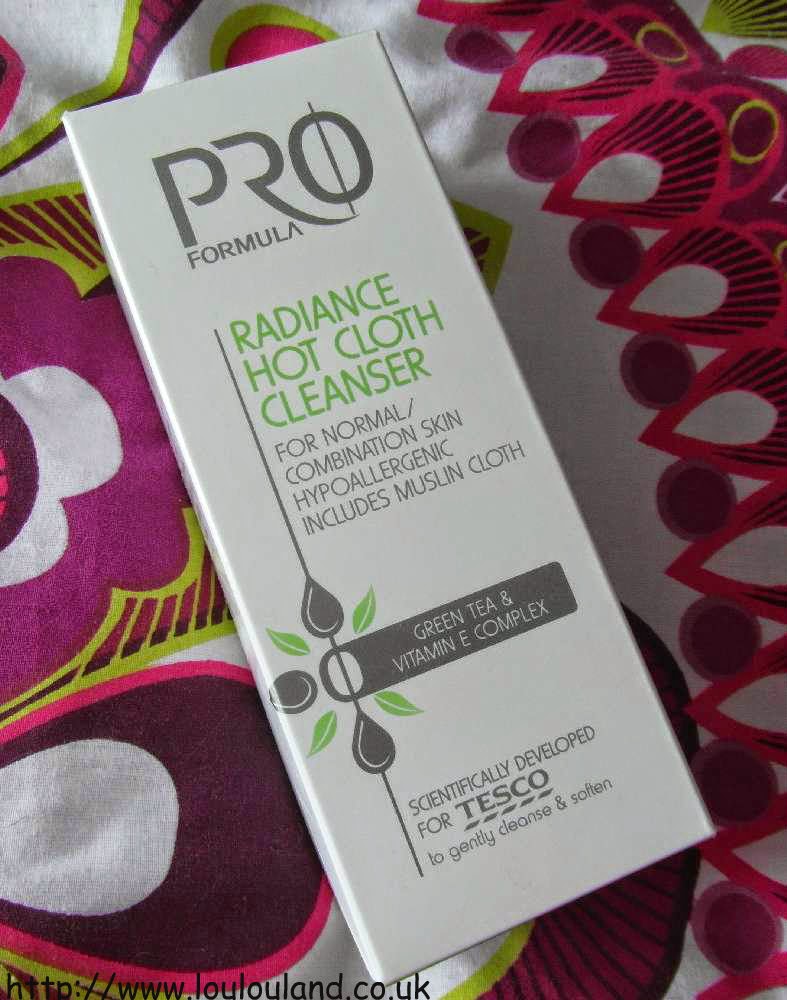 PRO
FORMULA
RADIANCE
HOT CLOTH
CLEANSER
FOR NORMAL/
COMBINATION SKIN
HYPOALLERGENIC
INCLUDES MUSLIN CLOTH
GREEN TEA &
VITAMIN E COMPLEX
SCIENTIFICALLY DEVELOPED
FOR TESCO
to gently cleanse & soften
http://www.loulouland.co.uk